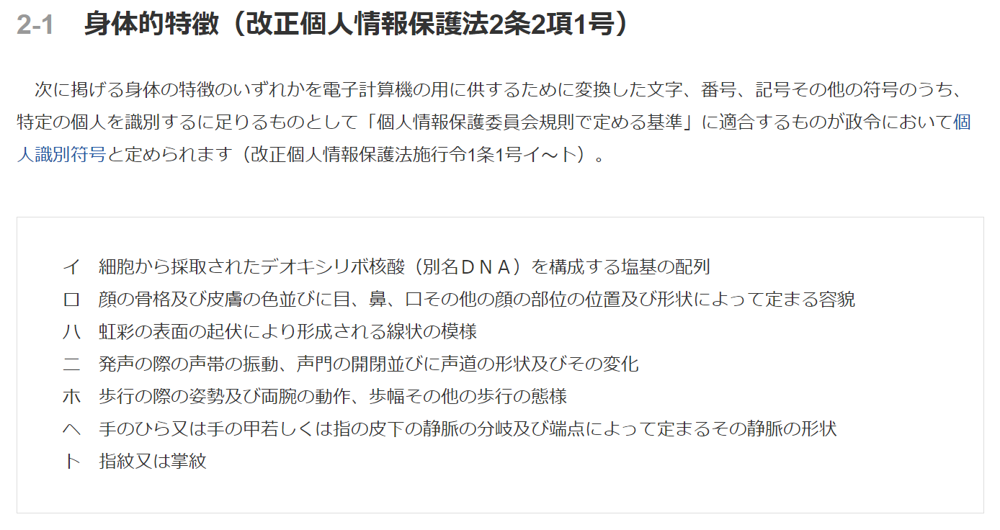 2-1　身体的特徴（改正個人情報保護法2条2項1号）
　次に掲げる身体の特徴のいずれかを電子計算機の用に供するために変換した文字、番号、記号その他の符号のうち、
特定の個人を識別するに足りるものとして「個人情報保護委員会規則で定める基準」に適合するものが政令において個
人識別符号と定められます（改正個人情報保護法施行令1条1号イ～ト）。
イ　細胞から採取されたデオキシリボ核酸（別名ＤＮＡ）を構成する塩基の配列
ロ　顔の骨格及び皮膚の色並びに目、鼻、口その他の顔の部位の位置及び形状によって定まる容貌
ハ　虹彩の表面の起伏により形成される線状の模様
ニ　発声の際の声帯の振動、声門の開閉並びに声道の形状及びその変化
ホ　歩行の際の姿勢及び両腕の動作、歩幅その他の歩行の態様
ヘ　手のひら又は手の甲若しくは指の皮下の静脈の分岐及び端点によって定まるその静脈の形状
ト　指紋又は掌紋